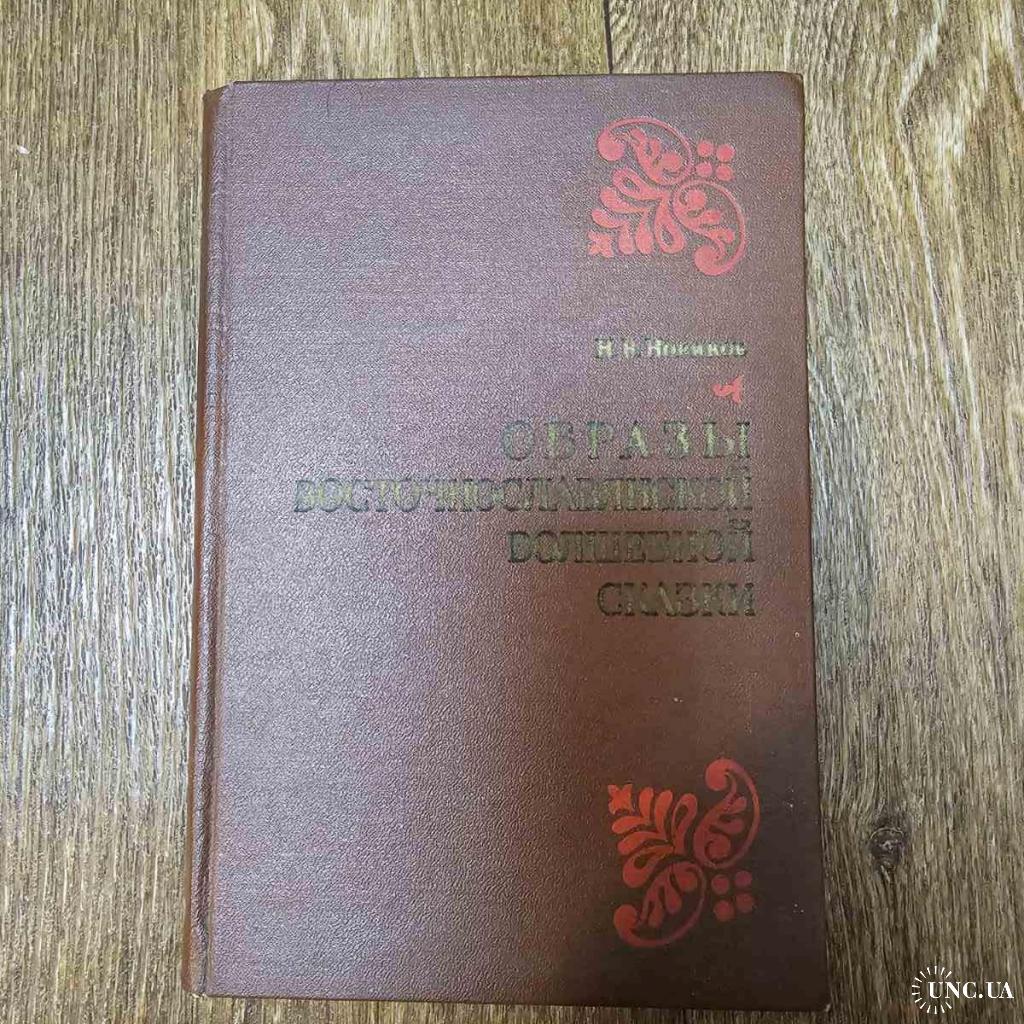 Н. В. Новиков
ОБРАЗЫ
ВОСТОЧНОСЛАВЯНСКОЙ
ВОЛШЕБНОЙ
СКАЗКИ
UNC.UA